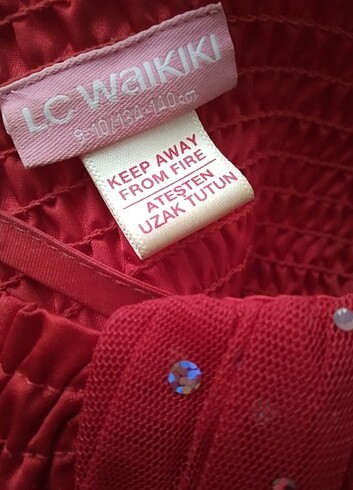 LC WAIKIKI
9-10/134-140 cm
KEEP AWAY
FROM FIRE
ATEŞTEN
UZAK TUTUN